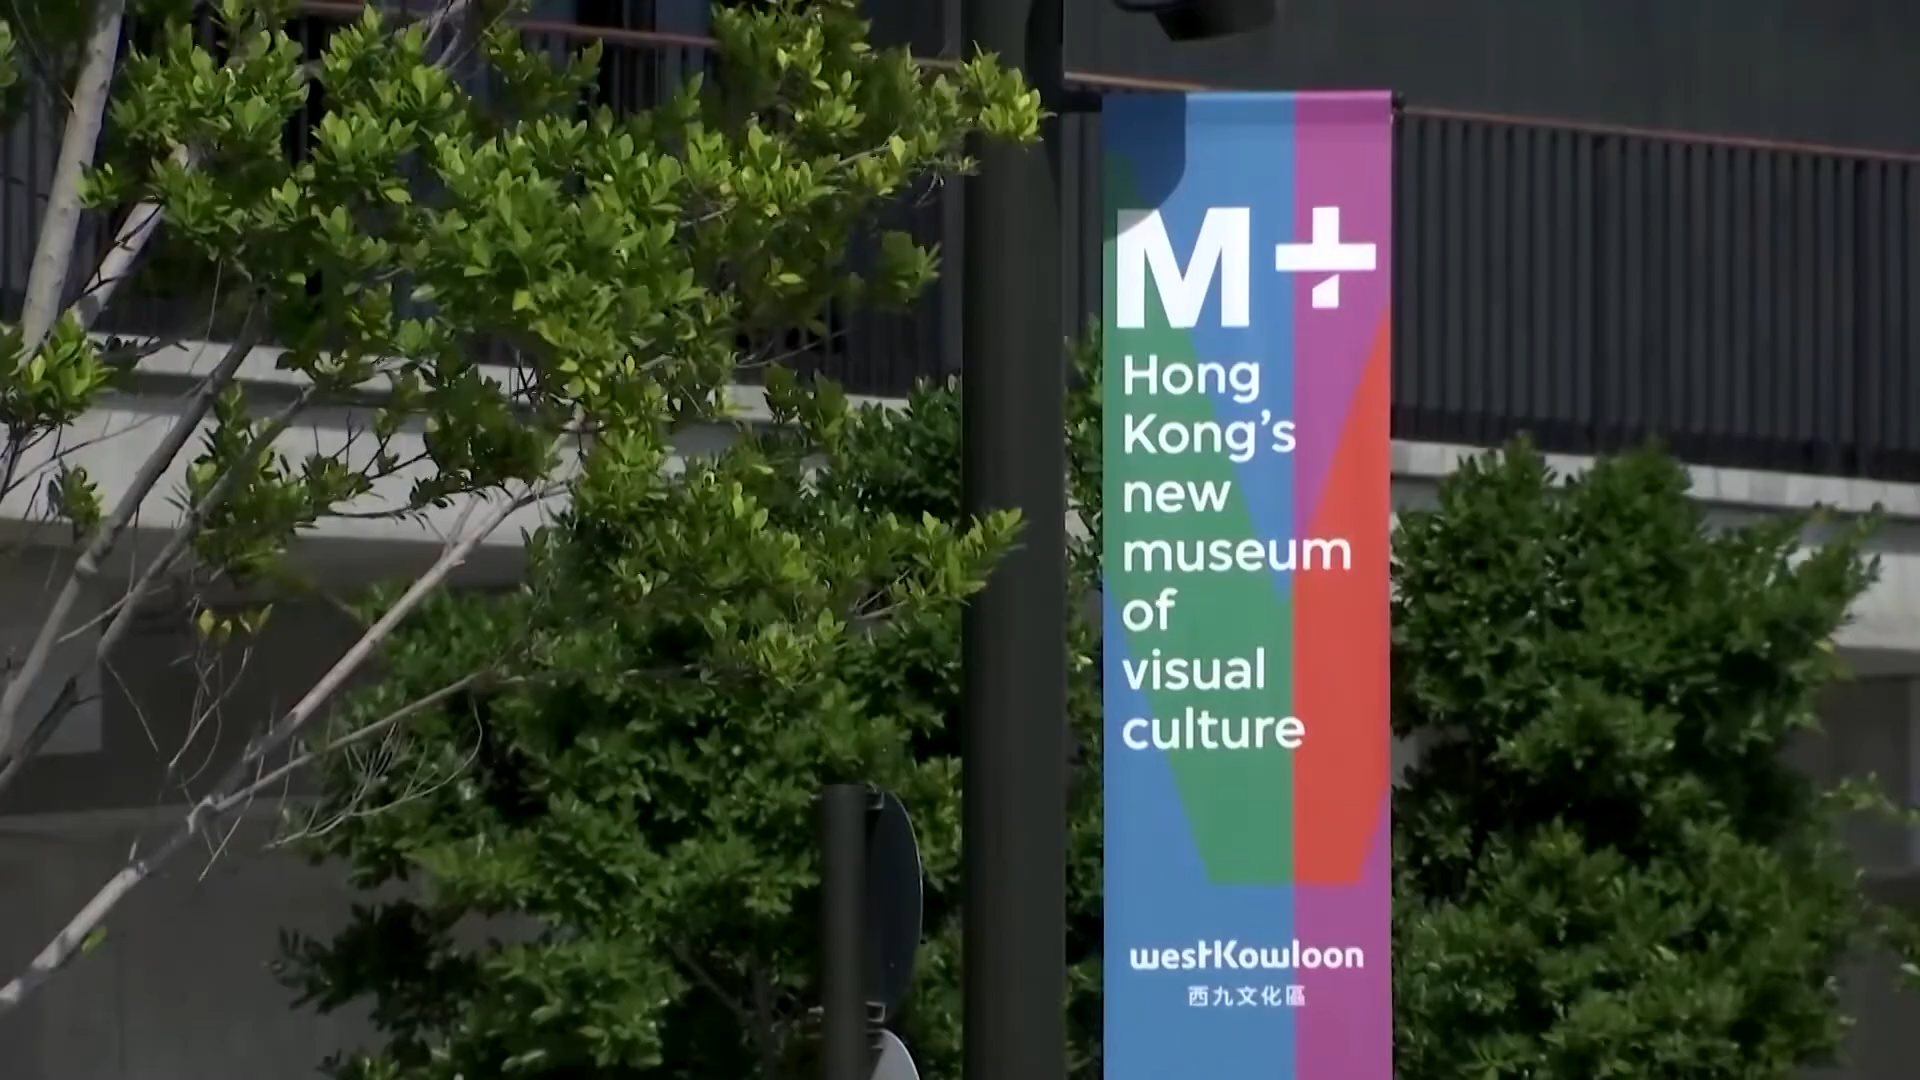 M+
Hong
Kong’s
new
museum
of
visual
culture
westKowloon
西九文化區